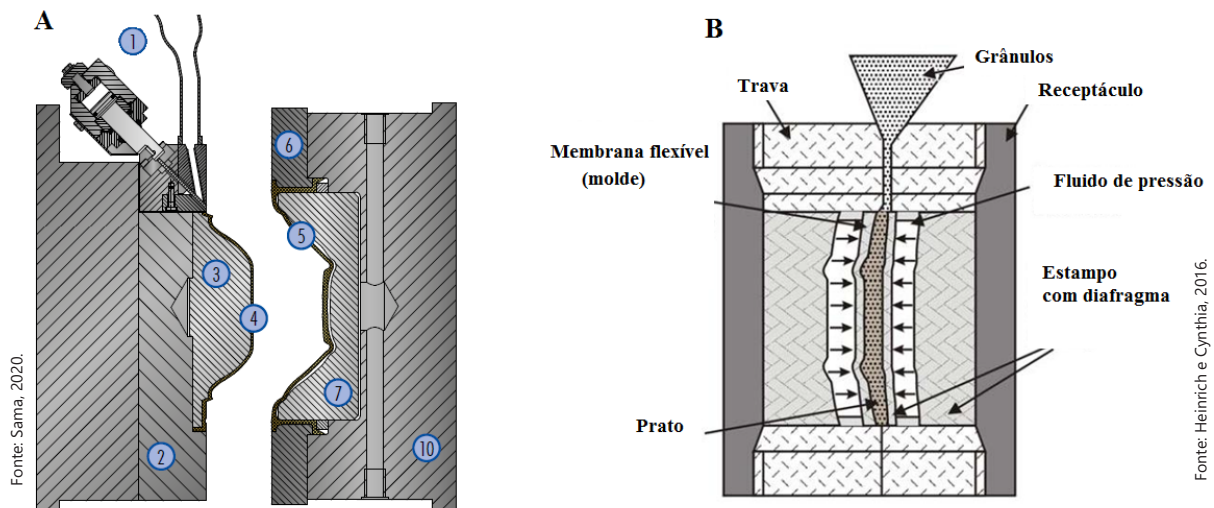 A
1
2
3
4
5
6
7
10
Fonte: Sama, 2020.
B
Grânulos
Trava
Receptáculo
Membrana flexível
(molde)
Fluido de pressão
Estampo
com diafragma
Prato
Fonte: Heinrich e Cynthia, 2016.